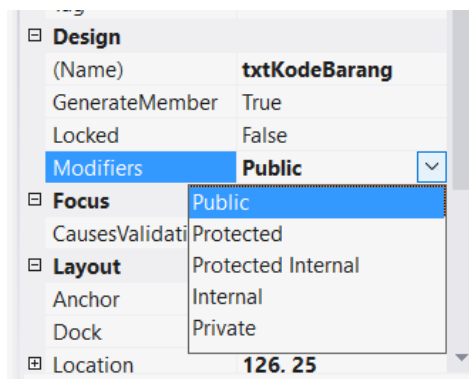 Design
(Name) txtKodeBarang
GenerateMember True
Locked False
Modifiers Public
Focus Public
CausesValidati Protected
Layout Protected Internal
Anchor Internal
Dock Private
Location 126, 25